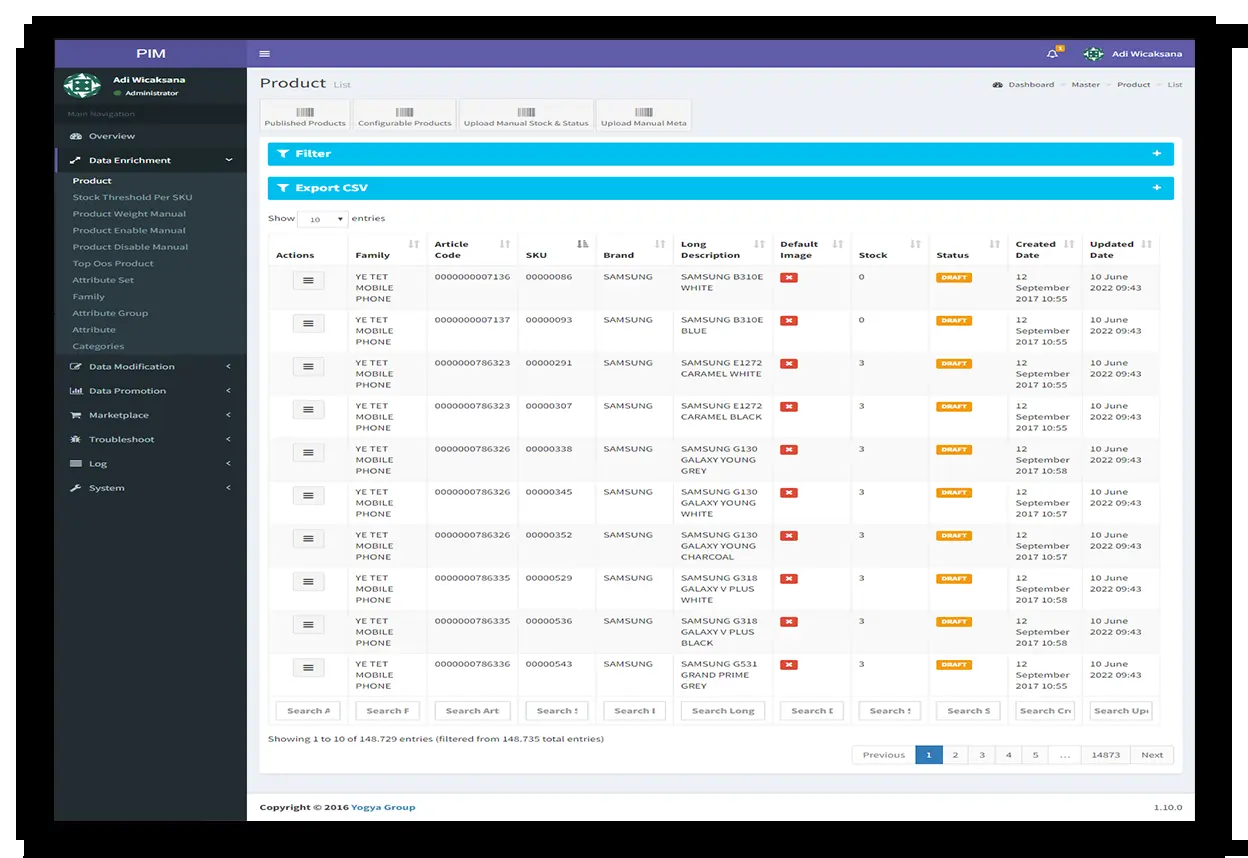 PIM
1
Adi Wicaksana
Adi Wicaksana
Administrator
Main Navigation
Overview
Data Enrichment
Product
Stock Threshold Per SKU
Product Weight Manual
Product Enable Manual
Product Disable Manual
Top Oos Product
Attribute Set
Family
Attribute Group
Attribute
Categories
Data Modification
Data Promotion
Marketplace
Troubleshoot
Log
System
Product List
Dashboard Master Product List
Published Products Configurable Products Upload Manual Stock & Status Upload Manual Meta
Filter
Export CSV
Show 10 entries
Actions Family Article Code SKU Brand Long Description Default Image Stock Status Created Date Updated Date
YE TET MOBILE PHONE 0000000007136 00000086 SAMSUNG SAMSUNG B310E WHITE 0 DRAFT 12 September 2017 10:55 10 June 2022 09:43
YE TET MOBILE PHONE 0000000007137 00000093 SAMSUNG SAMSUNG B310E BLUE 0 DRAFT 12 September 2017 10:55 10 June 2022 09:43
YE TET MOBILE PHONE 0000000786323 00000291 SAMSUNG SAMSUNG E1272 CARAMEL WHITE 3 DRAFT 12 September 2017 10:55 10 June 2022 09:43
YE TET MOBILE PHONE 0000000786323 00000307 SAMSUNG SAMSUNG E1272 CARAMEL BLACK 3 DRAFT 12 September 2017 10:55 10 June 2022 09:43
YE TET MOBILE PHONE 0000000786326 00000338 SAMSUNG SAMSUNG G130 GALAXY YOUNG GREY 3 DRAFT 12 September 2017 10:58 10 June 2022 09:43
YE TET MOBILE PHONE 0000000786326 00000345 SAMSUNG SAMSUNG G130 GALAXY YOUNG WHITE 3 DRAFT 12 September 2017 10:57 10 June 2022 09:43
YE TET MOBILE PHONE 0000000786326 00000352 SAMSUNG SAMSUNG G130 GALAXY YOUNG CHARCOAL 3 DRAFT 12 September 2017 10:57 10 June 2022 09:43
YE TET MOBILE PHONE 0000000786335 00000529 SAMSUNG SAMSUNG G318 GALAXY V PLUS WHITE 3 DRAFT 12 September 2017 10:58 10 June 2022 09:43
YE TET MOBILE PHONE 0000000786335 00000536 SAMSUNG SAMSUNG G318 GALAXY V PLUS BLACK 3 DRAFT 12 September 2017 10:58 10 June 2022 09:43
YE TET MOBILE PHONE 0000000786336 00000543 SAMSUNG SAMSUNG G531 GRAND PRIME GREY 3 DRAFT 12 September 2017 10:55 10 June 2022 09:43
Search A Search F Search Art Search S Search Search Long Search D Search S Search S Search Cre Search Upd
Showing 1 to 10 of 148,729 entries (filtered from 148,735 total entries)
Previous 1 2 3 4 5 … 14873 Next
Copyright © 2016 Yogya Group
1.10.0